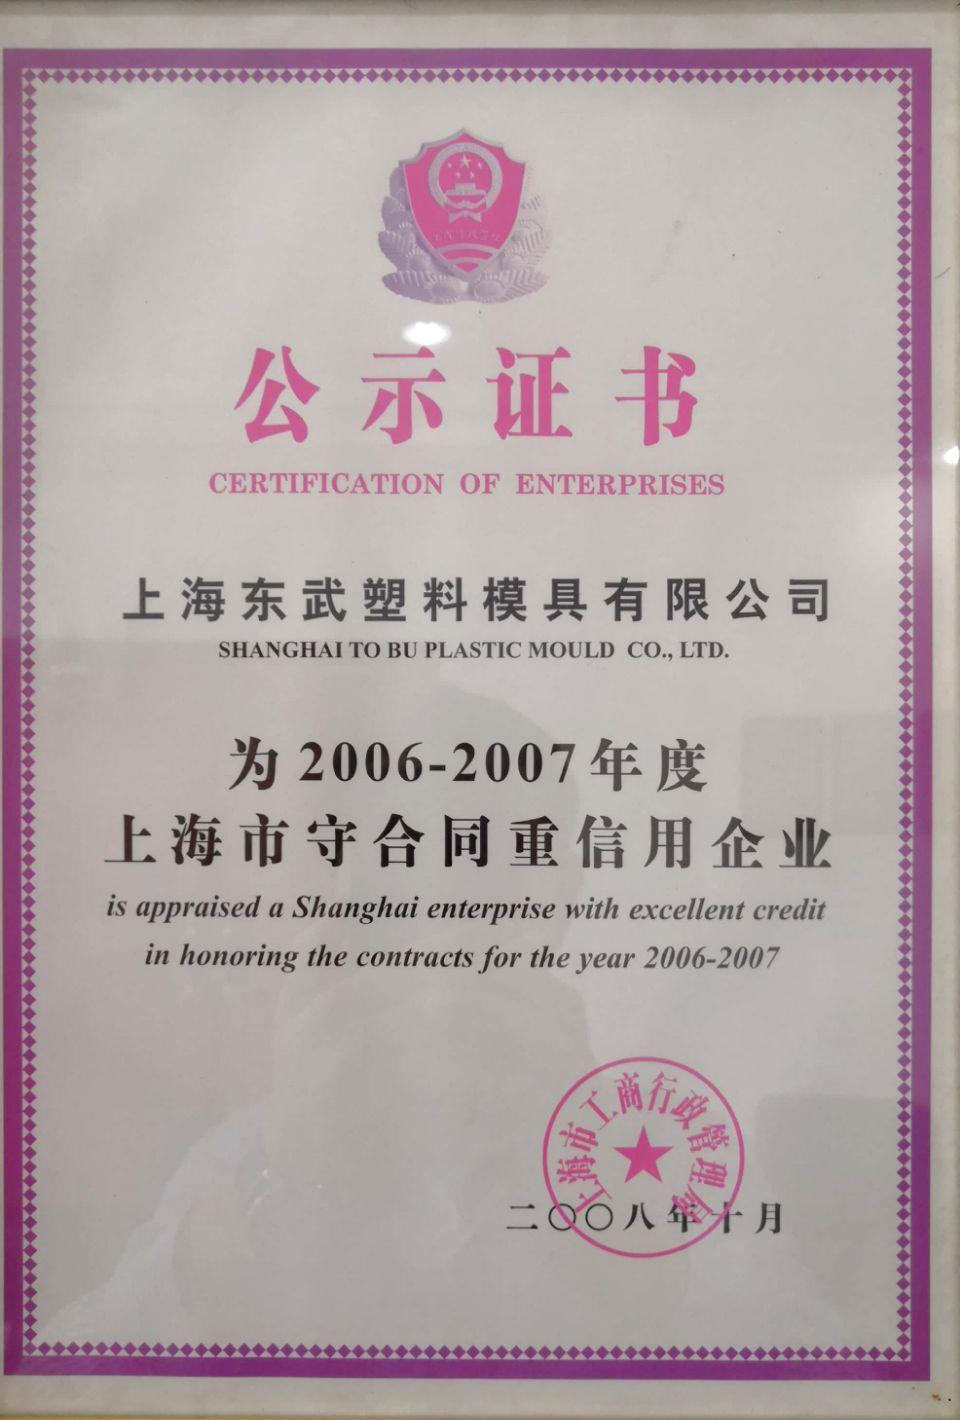 公示证书
CERTIFICATION OF ENTERPRISES
上海东武塑料模具有限公司
SHANGHAI TO BU PLASTIC MOULD CO., LTD.
为2006-2007年度
上海市守合同重信用企业
is appraised a Shanghai enterprise with excellent credit
in honoring the contracts for the year 2006-2007
上海市工商行政管理局
二〇〇八年十月